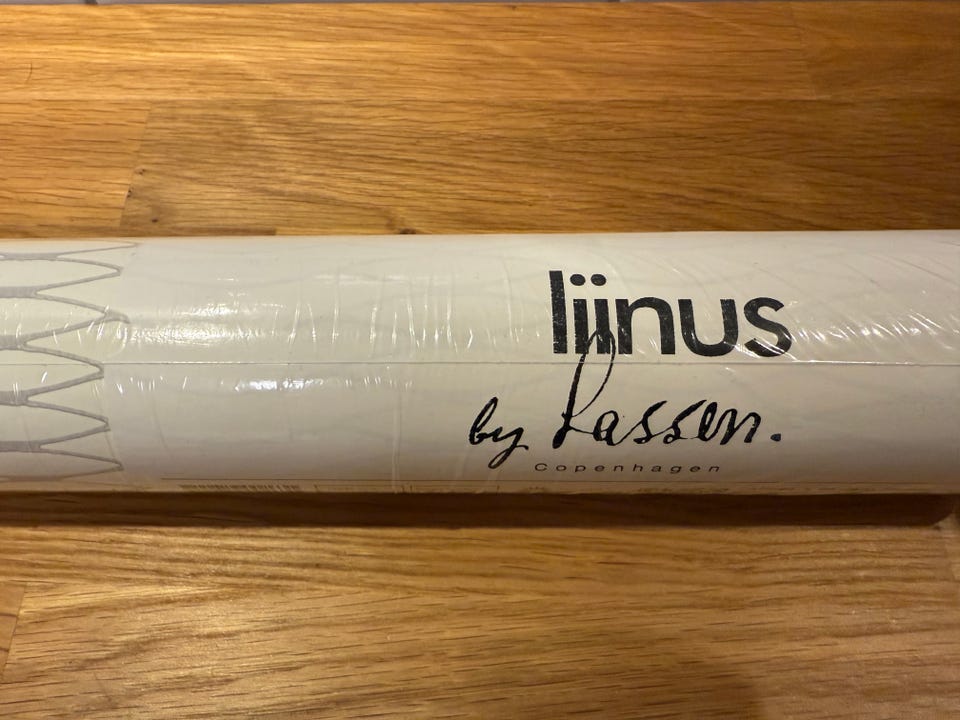 liinus
by Lassen.
Copenhagen